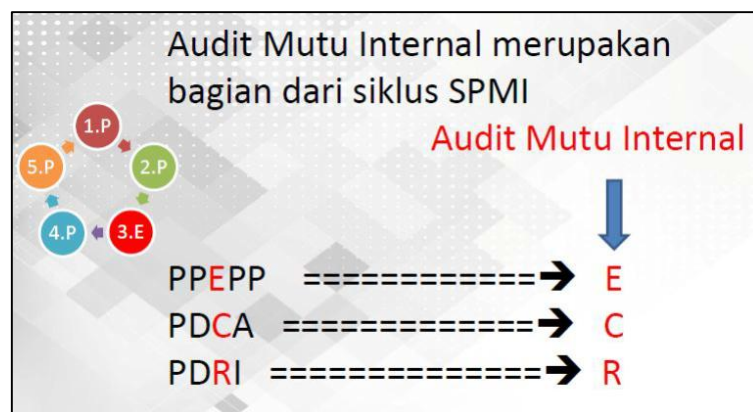 Audit Mutu Internal merupakan
bagian dari siklus SPMI
Audit Mutu Internal
1.P
5.P
2.P
4.P
3.E
PPEPP ============➔ E
PDCA =============➔ C
PDRI ==============➔ R